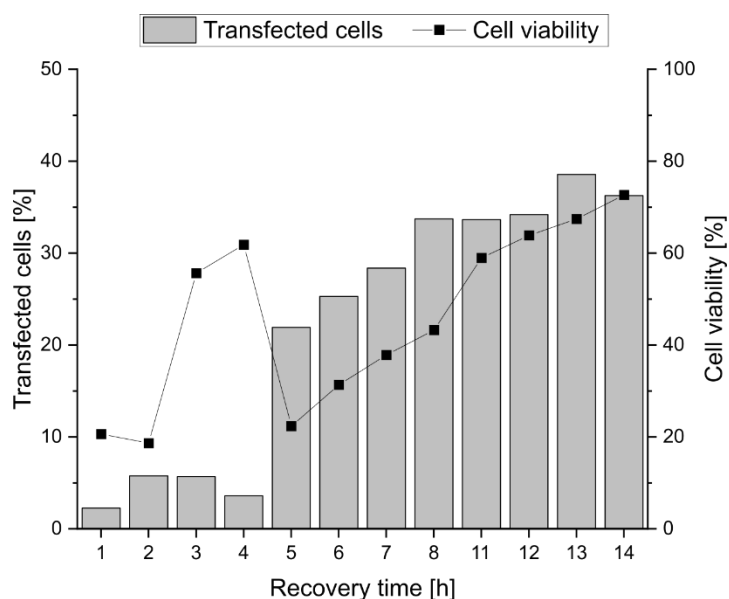 Transfected cells Cell viability
50
40
30
20
10
0
Transfected cells [%]
100
80
60
40
20
0
Cell viability [%]
1 2 3 4 5 6 7 8 11 12 13 14
Recovery time [h]